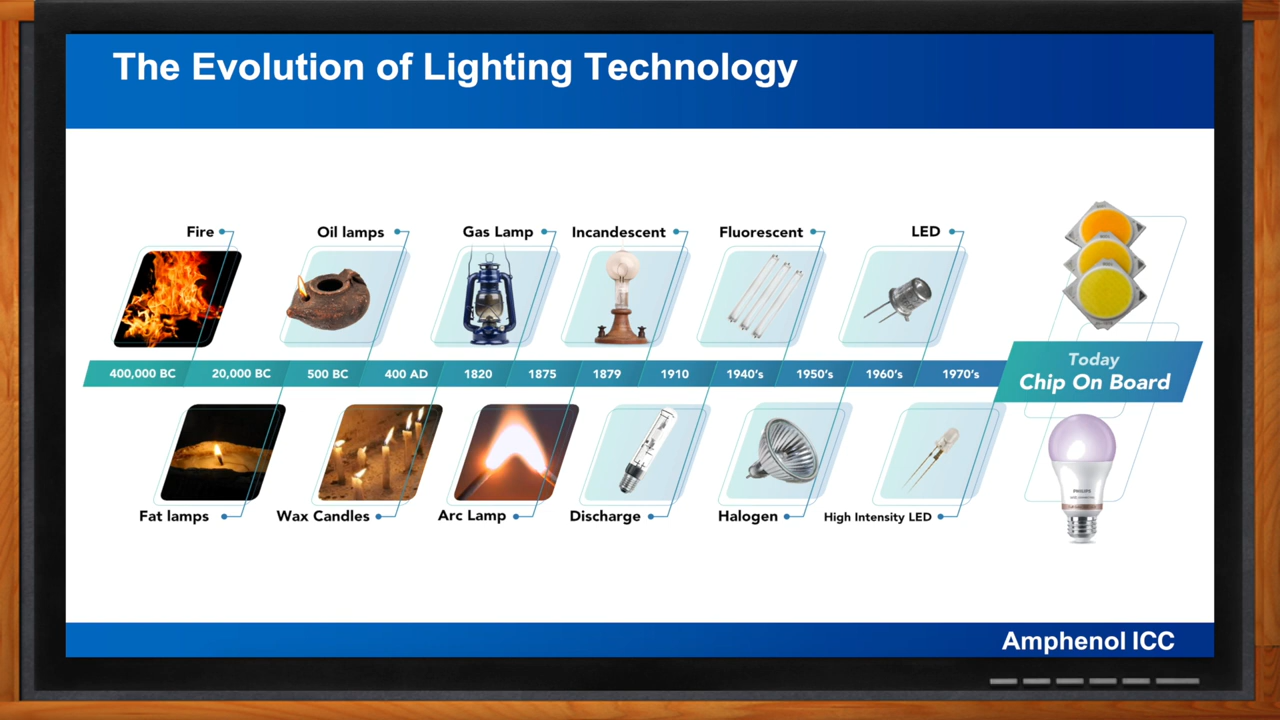 The Evolution of Lighting Technology
Fire
Oil lamps
Gas Lamp
Incandescent
Fluorescent
LED
400,000 BC
20,000 BC
500 BC
400 AD
1820
1875
1879
1910
1940's
1950's
1960's
1970's
Today
Chip On Board
PHILIPS
Fat lamps
Wax Candles
Arc Lamp
Discharge
Halogen
High Intensity LED
Amphenol ICC